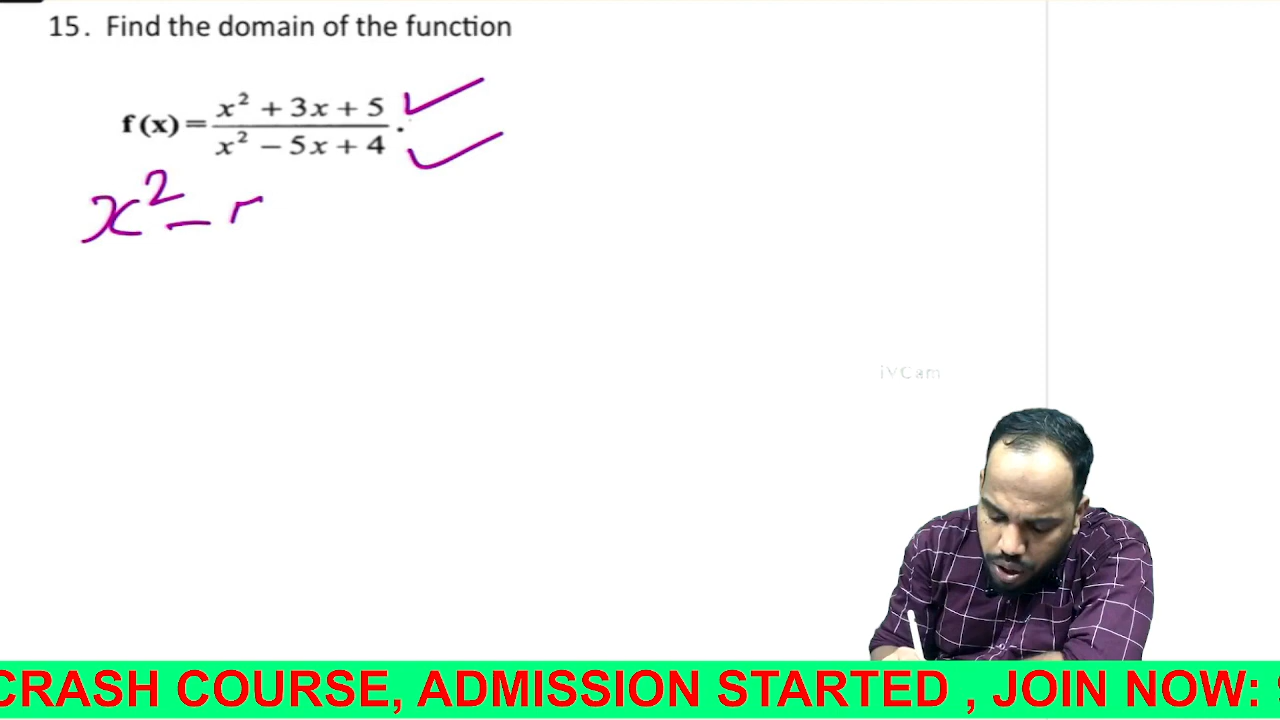 15. Find the domain of the function
f(x) = x² + 3x + 5 / x² − 5x + 4 .
x² −
iVCam
CRASH COURSE, ADMISSION STARTED , JOIN NOW: